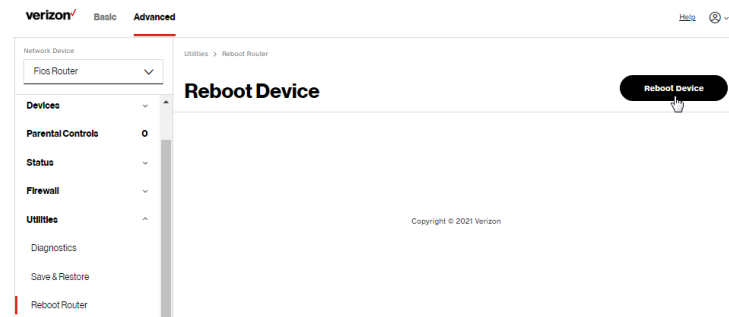 verizon✓ Basic Advanced Help
Network Device
Fios Router
Devices
Parental Controls 0
Status
Firewall
Utilities
Diagnostics
Save & Restore
Reboot Router
Utilities > Reboot Router
Reboot Device
Reboot Device
Copyright © 2021 Verizon